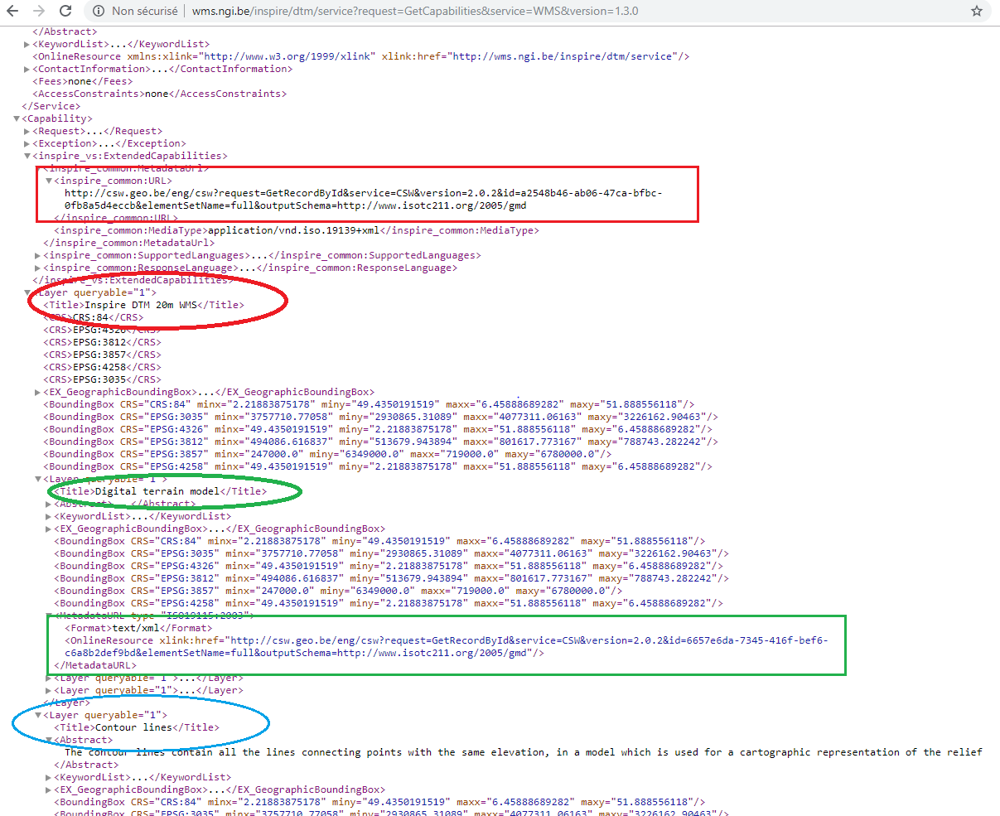 Non sécurisé | wms.ngi.be/inspire/dtm/service?request=GetCapabilities&service=WMS&version=1.3.0
</Abstract>
▶<KeywordList>...</KeywordList>
<OnlineResource xmlns:xlink="http://www.w3.org/1999/xlink" xlink:href="http://wms.ngi.be/inspire/dtm/service"/>
▶<ContactInformation>...</ContactInformation>
<Fees>none</Fees>
<AccessConstraints>none</AccessConstraints>
</Service>
▼<Capability>
▶<Request>...</Request>
▶<Exception>...</Exception>
▼<inspire_vs:ExtendedCapabilities>
<inspire_common:MetadataUrl>
▼<inspire_common:URL>
http://csw.geo.be/eng/csw?request=GetRecordById&service=CSW&version=2.0.2&id=a2548b46-ab06-47ca-bfbc-
0fb8a5d4eccb&elementSetName=full&outputSchema=http://www.isotc211.org/2005/gmd
</inspire_common:URL>
<inspire_common:MediaType>application/vnd.iso.19139+xml</inspire_common:MediaType>
</inspire_common:MetadataUrl>
▶<inspire_common:SupportedLanguages>...</inspire_common:SupportedLanguages>
▶<inspire_common:ResponseLanguage>...</inspire_common:ResponseLanguage>
</inspire_vs:ExtendedCapabilities>
▼<Layer queryable="1">
<Title>Inspire DTM 20m WMS</Title>
<CRS>CRS:84</CRS>
<CRS>EPSG:4326</CRS>
<CRS>EPSG:3812</CRS>
<CRS>EPSG:3857</CRS>
<CRS>EPSG:4258</CRS>
<CRS>EPSG:3035</CRS>
▶<EX_GeographicBoundingBox>...</EX_GeographicBoundingBox>
<BoundingBox CRS="CRS:84" minx="2.21883875178" miny="49.4350191519" maxx="6.45888689282" maxy="51.888556118"/>
<BoundingBox CRS="EPSG:3035" minx="3757710.77058" miny="2930865.31089" maxx="4077311.06163" maxy="3226162.90463"/>
<BoundingBox CRS="EPSG:4326" minx="49.4350191519" miny="2.21883875178" maxx="51.888556118" maxy="6.45888689282"/>
<BoundingBox CRS="EPSG:3812" minx="494086.616837" miny="513679.943894" maxx="801617.773167" maxy="788743.282242"/>
<BoundingBox CRS="EPSG:3857" minx="247000.0" miny="6349000.0" maxx="719000.0" maxy="6780000.0"/>
<BoundingBox CRS="EPSG:4258" minx="49.4350191519" miny="2.21883875178" maxx="51.888556118" maxy="6.45888689282"/>
▼<Layer queryable="1">
<Title>Digital terrain model</Title>
▶<Abstract>...</Abstract>
▶<KeywordList>...</KeywordList>
▶<EX_GeographicBoundingBox>...</EX_GeographicBoundingBox>
<BoundingBox CRS="CRS:84" minx="2.21883875178" miny="49.4350191519" maxx="6.45888689282" maxy="51.888556118"/>
<BoundingBox CRS="EPSG:3035" minx="3757710.77058" miny="2930865.31089" maxx="4077311.06163" maxy="3226162.90463"/>
<BoundingBox CRS="EPSG:4326" minx="49.4350191519" miny="2.21883875178" maxx="51.888556118" maxy="6.45888689282"/>
<BoundingBox CRS="EPSG:3812" minx="494086.616837" miny="513679.943894" maxx="801617.773167" maxy="788743.282242"/>
<BoundingBox CRS="EPSG:3857" minx="247000.0" miny="6349000.0" maxx="719000.0" maxy="6780000.0"/>
<BoundingBox CRS="EPSG:4258" minx="49.4350191519" miny="2.21883875178" maxx="51.888556118" maxy="6.45888689282"/>
▼<MetadataURL type="ISO19115:2003">
<Format>text/xml</Format>
<OnlineResource xlink:href="http://csw.geo.be/eng/csw?request=GetRecordById&service=CSW&version=2.0.2&id=6657e6da-7345-416f-bef6-
c6a8b2def9bd&elementSetName=full&outputSchema=http://www.isotc211.org/2005/gmd"/>
</MetadataURL>
▶<Layer queryable="1">...</Layer>
▶<Layer queryable="1">...</Layer>
</Layer>
▼<Layer queryable="1">
<Title>Contour lines</Title>
▼<Abstract>
The contour lines contain all the lines connecting points with the same elevation, in a model which is used for a cartographic representation of the relief
</Abstract>
▶<KeywordList>...</KeywordList>
▶<EX_GeographicBoundingBox>...</EX_GeographicBoundingBox>
<BoundingBox CRS="CRS:84" minx="2.21883875178" miny="49.4350191519" maxx="6.45888689282" maxy="51.888556118"/>
<BoundingBox CRS="EPSG:3035" minx="3757710.77058" miny="2930865.31089" maxx="4077311.06163" maxy="3226162.90463"/>